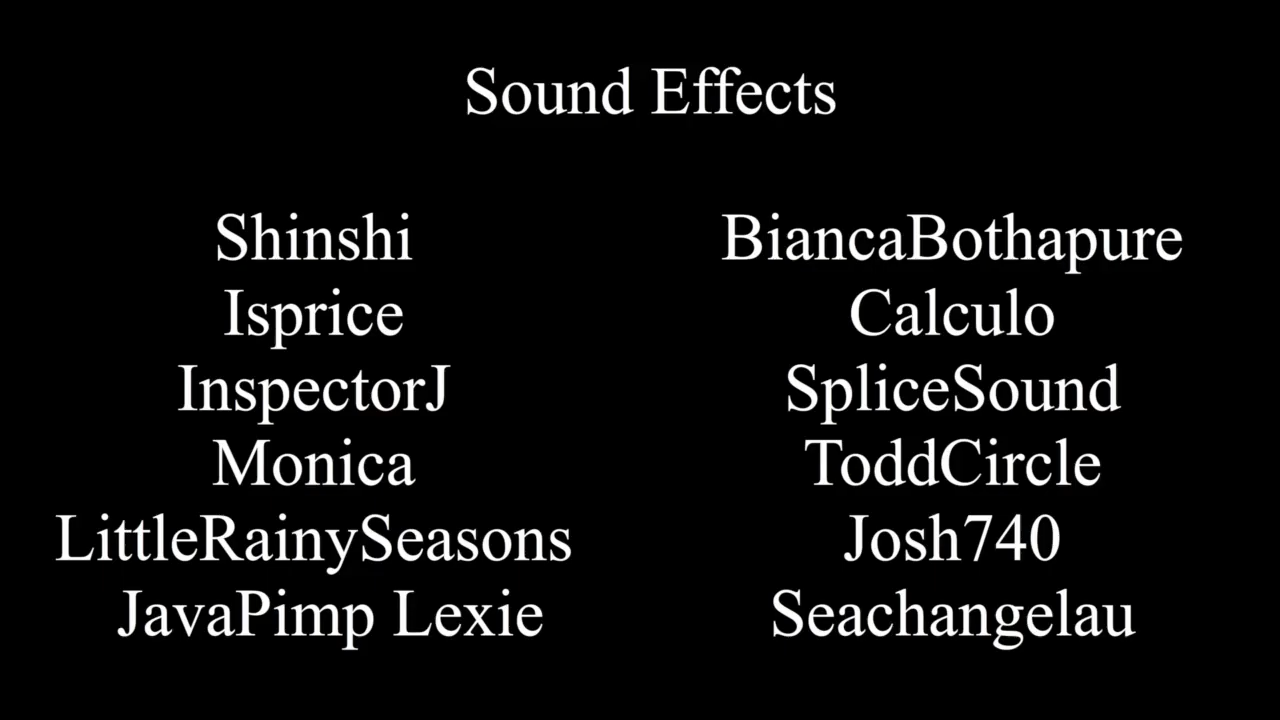 Sound Effects
Shinshi
Isprice
InspectorJ
Monica
LittleRainySeasons
JavaPimp Lexie
BiancaBothapure
Calculo
SpliceSound
ToddCircle
Josh740
Seachangelau